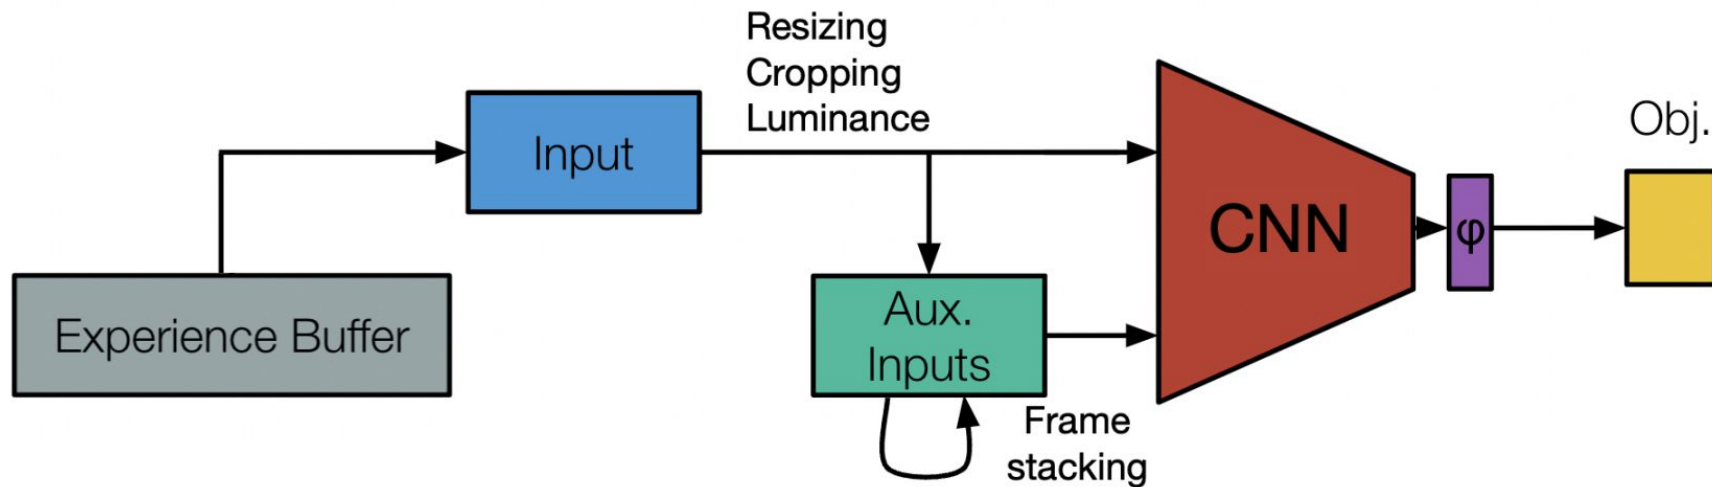 Resizing
Cropping
Luminance
Obj.
Input
CNN
φ
Experience Buffer
Aux.
Inputs
Frame
stacking